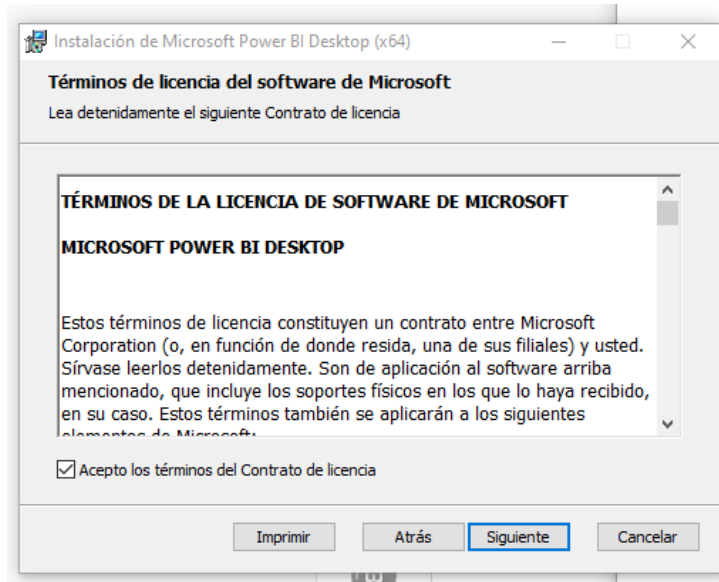 Instalación de Microsoft Power BI Desktop (x64)
Términos de licencia del software de Microsoft
Lea detenidamente el siguiente Contrato de licencia
TÉRMINOS DE LA LICENCIA DE SOFTWARE DE MICROSOFT
MICROSOFT POWER BI DESKTOP
Estos términos de licencia constituyen un contrato entre Microsoft
Corporation (o, en función de donde resida, una de sus filiales) y usted.
Sírvase leerlos detenidamente. Son de aplicación al software arriba
mencionado, que incluye los soportes físicos en los que lo haya recibido,
en su caso. Estos términos también se aplicarán a los siguientes
elementos de Microsoft:
Acepto los términos del Contrato de licencia
Imprimir Atrás Siguiente Cancelar